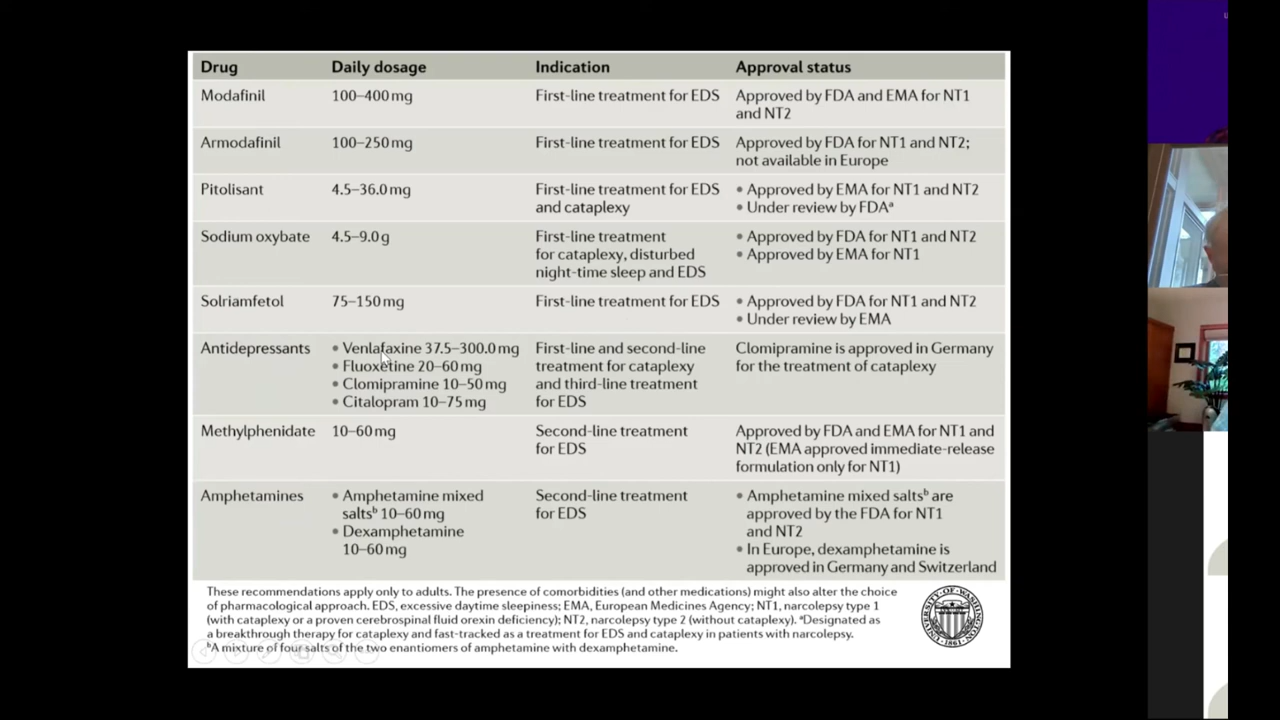 Drug Daily dosage Indication Approval status
Modafinil 100–400 mg First-line treatment for EDS Approved by FDA and EMA for NT1
and NT2
Armodafinil 100–250 mg First-line treatment for EDS Approved by FDA for NT1 and NT2;
not available in Europe
Pitolisant 4.5–36.0 mg First-line treatment for EDS • Approved by EMA for NT1 and NT2
and cataplexy • Under review by FDAᵃ
Sodium oxybate 4.5–9.0 g First-line treatment • Approved by FDA for NT1 and NT2
for cataplexy, disturbed • Approved by EMA for NT1
night-time sleep and EDS
Solriamfetol 75–150 mg First-line treatment for EDS • Approved by FDA for NT1 and NT2
• Under review by EMA
Antidepressants • Venlafaxine 37.5–300.0 mg First-line and second-line Clomipramine is approved in Germany
• Fluoxetine 20–60 mg treatment for cataplexy for the treatment of cataplexy
• Clomipramine 10–50 mg and third-line treatment
• Citalopram 10–75 mg for EDS
Methylphenidate 10–60 mg Second-line treatment Approved by FDA and EMA for NT1 and
for EDS NT2 (EMA approved immediate-release
formulation only for NT1)
Amphetamines • Amphetamine mixed Second-line treatment • Amphetamine mixed saltsᵇ are
saltsᵇ 10–60 mg for EDS approved by the FDA for NT1
• Dexamphetamine and NT2
10–60 mg • In Europe, dexamphetamine is
approved in Germany and Switzerland
These recommendations apply only to adults. The presence of comorbidities (and other medications) might also alter the choice
of pharmacological approach. EDS, excessive daytime sleepiness; EMA, European Medicines Agency; NT1, narcolepsy type 1
(with cataplexy or a proven cerebrospinal fluid orexin deficiency); NT2, narcolepsy type 2 (without cataplexy). ᵃDesignated as
a breakthrough therapy for cataplexy and fast-tracked as a treatment for EDS and cataplexy in patients with narcolepsy.
ᵇA mixture of four salts of the two enantiomers of amphetamine with dexamphetamine.
UNIVERSITY OF WASHINGTON
1861